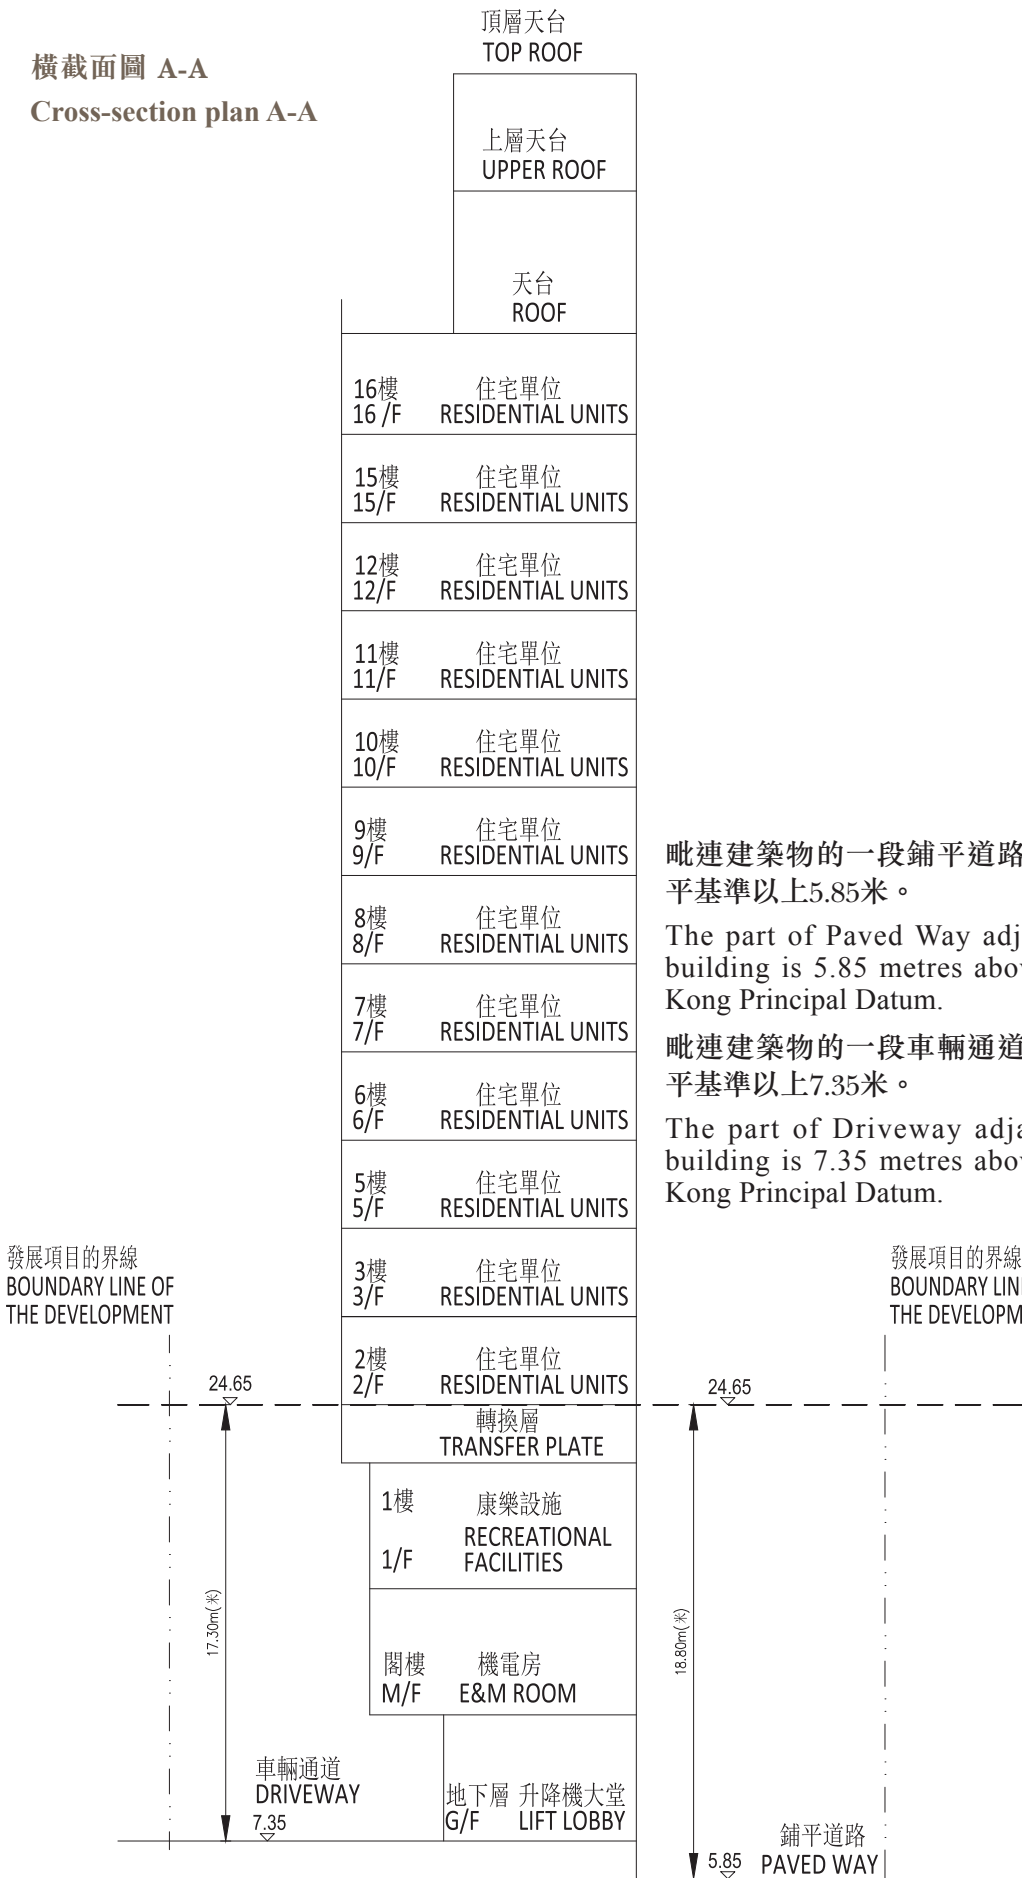 橫截面圖 A-A
Cross-section plan A-A
頂層天台
TOP ROOF
上層天台
UPPER ROOF
天台
ROOF
16樓 住宅單位
16 /F RESIDENTIAL UNITS
15樓 住宅單位
15/F RESIDENTIAL UNITS
12樓 住宅單位
12/F RESIDENTIAL UNITS
11樓 住宅單位
11/F RESIDENTIAL UNITS
10樓 住宅單位
10/F RESIDENTIAL UNITS
9樓 住宅單位
9/F RESIDENTIAL UNITS
8樓 住宅單位
8/F RESIDENTIAL UNITS
7樓 住宅單位
7/F RESIDENTIAL UNITS
6樓 住宅單位
6/F RESIDENTIAL UNITS
5樓 住宅單位
5/F RESIDENTIAL UNITS
3樓 住宅單位
3/F RESIDENTIAL UNITS
2樓 住宅單位
2/F RESIDENTIAL UNITS
轉換層
TRANSFER PLATE
1樓 康樂設施
1/F RECREATIONAL
FACILITIES
閣樓 機電房
M/F E&M ROOM
地下層 升降機大堂
G/F LIFT LOBBY
毗連建築物的一段鋪平道路
平基準以上5.85米。
The part of Paved Way adj
building is 5.85 metres abo
Kong Principal Datum.
毗連建築物的一段車輛通道
平基準以上7.35米。
The part of Driveway adja
building is 7.35 metres abo
Kong Principal Datum.
發展項目的界線
BOUNDARY LINE OF
THE DEVELOPMENT
24.65
17.30m(米)
車輛通道
DRIVEWAY
7.35
發展項目的界線
BOUNDARY LIN
THE DEVELOPM
24.65
18.80m(米)
鋪平道路
5.85 PAVED WAY